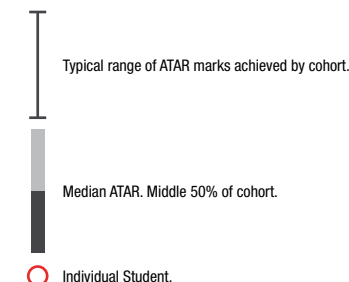 Typical range of ATAR marks achieved by cohort.
Median ATAR. Middle 50% of cohort.
Individual Student.